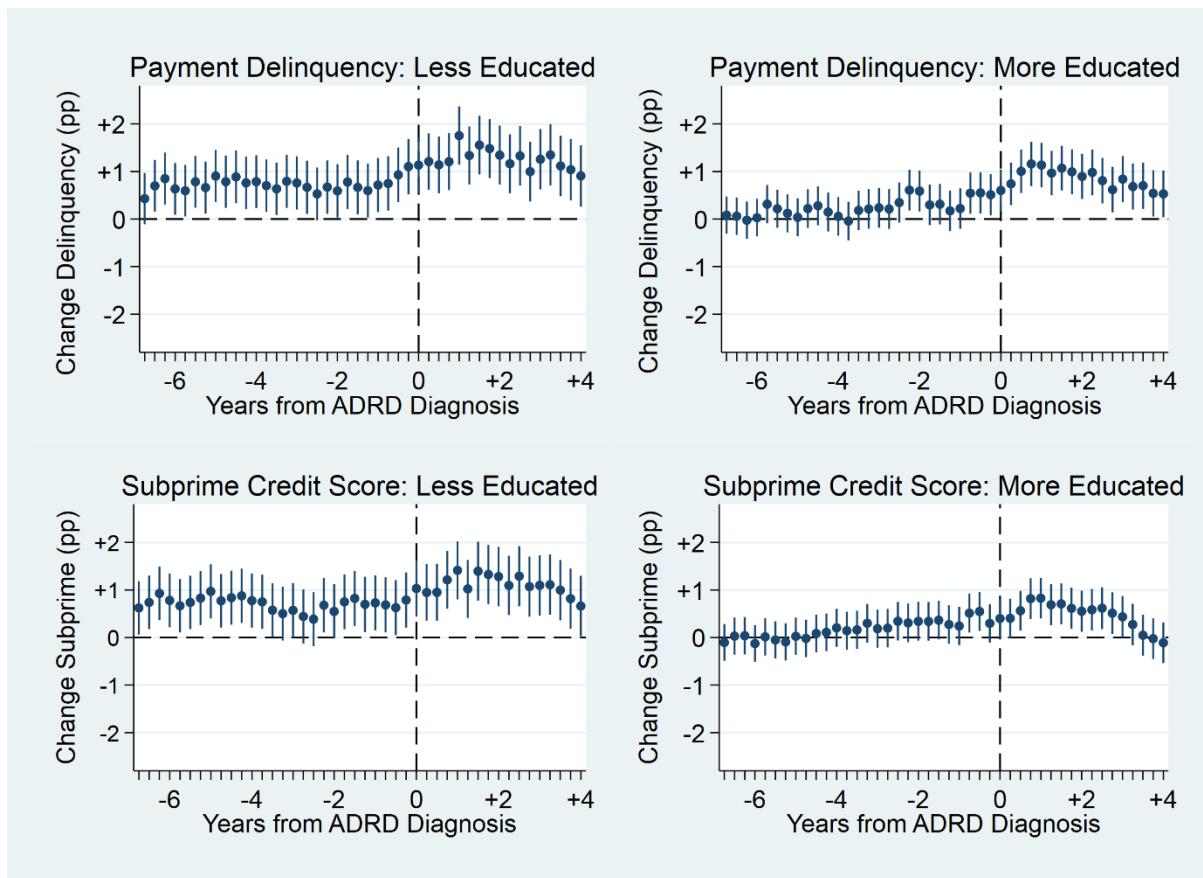 Payment Delinquency: Less Educated
Change Delinquency (pp)
+2
+1
0
-1
-2
-6 -4 -2 0 +2 +4
Years from ADRD Diagnosis
Payment Delinquency: More Educated
Change Delinquency (pp)
+2
+1
0
-1
-2
-6 -4 -2 0 +2 +4
Years from ADRD Diagnosis
Subprime Credit Score: Less Educated
Change Subprime (pp)
+2
+1
0
-1
-2
-6 -4 -2 0 +2 +4
Years from ADRD Diagnosis
Subprime Credit Score: More Educated
Change Subprime (pp)
+2
+1
0
-1
-2
-6 -4 -2 0 +2 +4
Years from ADRD Diagnosis